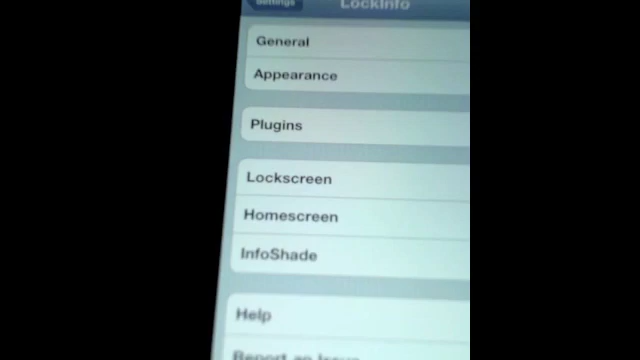 Settings
LockInfo
General
Appearance
Plugins
Lockscreen
Homescreen
InfoShade
Help
Report an Issue